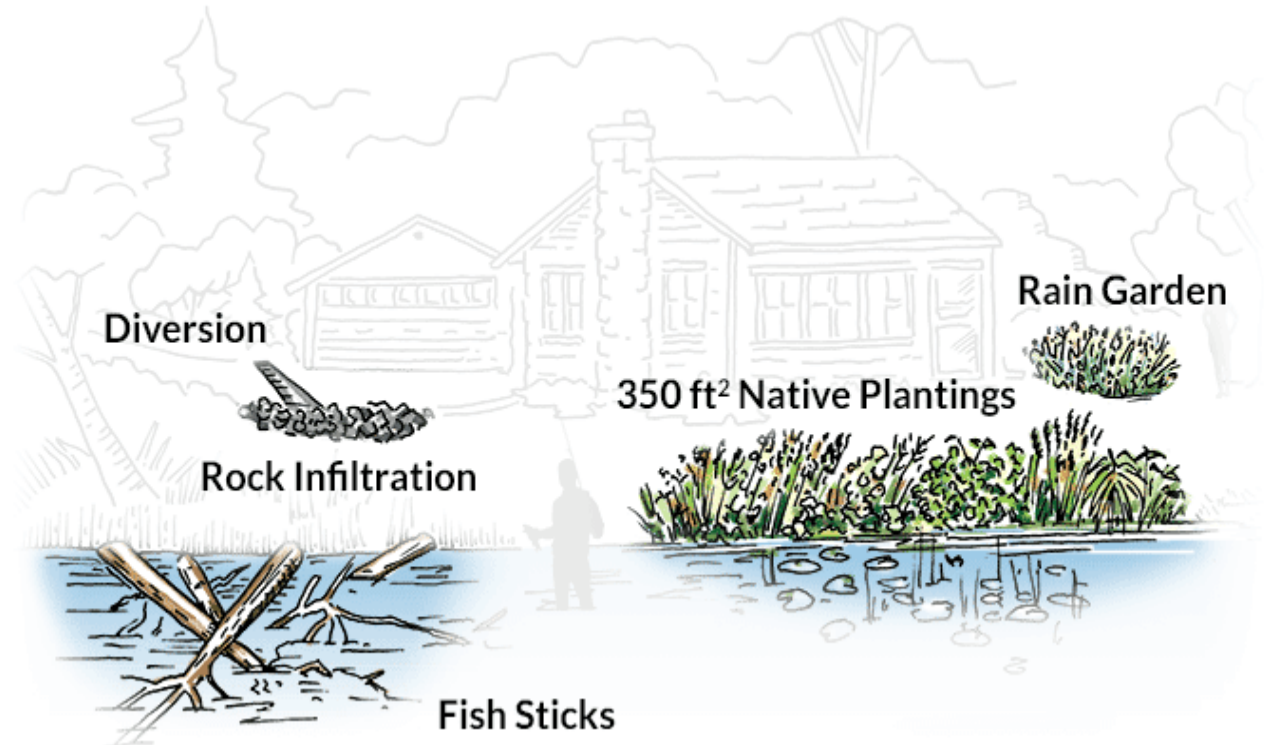 Rain Garden
Diversion
350 ft² Native Plantings
Rock Infiltration
Fish Sticks